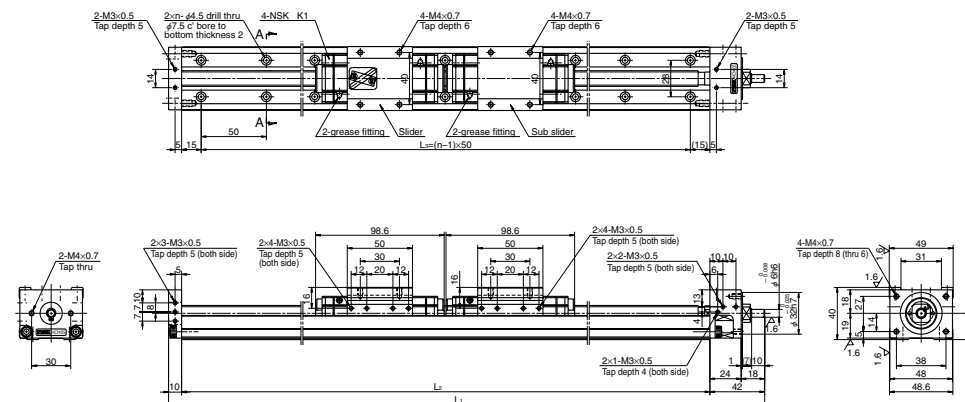 2-M3×0.5
Tap depth 5
2×n- ϕ4.5 drill thru
ϕ7.5 c' bore to
bottom thickness 2
A
4-NSK K1
4-M4×0.7
Tap depth 6
4-M4×0.7
Tap depth 6
2-M3×0.5
Tap depth 5
14
40
40
28
14
A
50
2-grease fitting
Slider
2-grease fitting
Sub slider
5
15
L₃=(n−1)×50
(15)
5
98.6
98.6
2×3-M3×0.5
Tap depth 5 (both side)
2×4-M3×0.5
Tap depth 5
(both side)
50
30
12
20
12
16
50
30
12
20
12
16
2×4-M3×0.5
Tap depth 5 (both side)
2×2-M3×0.5
Tap depth 5 (both side)
10
10
6
13
4
ϕ 6h6
ϕ 32h7
2-M4×0.7
Tap thru
30
5
10
7
7
8
2×1-M3×0.5
Tap depth 4 (both side)
1
7
10
24
18
10
L₂
42
L₁
4-M4×0.7
Tap depth 8 (thru 6)
1.6
1.6
49
31
40
18
19
27
14
5
1.6
1.6
1.6
38
48
48.6